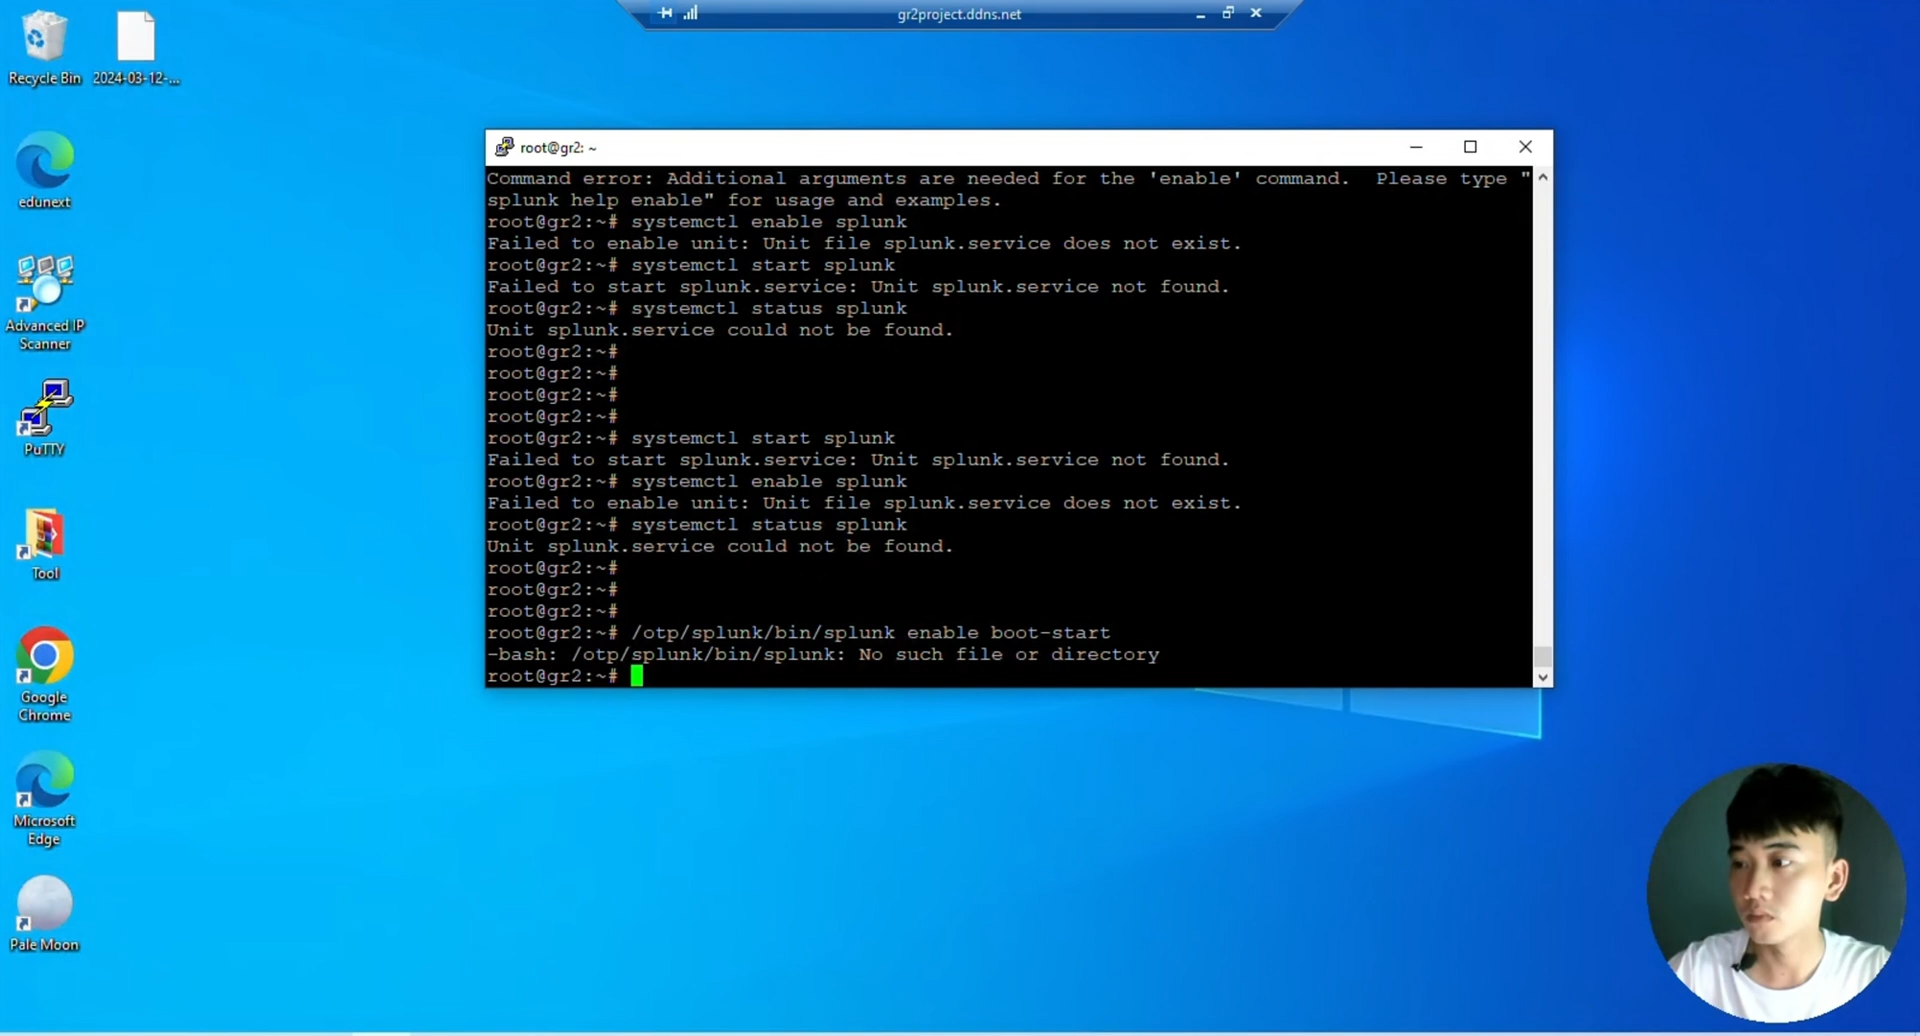 gr2project.ddns.net
Recycle Bin
2024-03-12-...
edunext
Advanced IP
Scanner
PuTTY
Tool
Google
Chrome
Microsoft
Edge
Pale Moon
root@gr2: ~
Command error: Additional arguments are needed for the 'enable' command.  Please type "
splunk help enable" for usage and examples.
root@gr2:~# systemctl enable splunk
Failed to enable unit: Unit file splunk.service does not exist.
root@gr2:~# systemctl start splunk
Failed to start splunk.service: Unit splunk.service not found.
root@gr2:~# systemctl status splunk
Unit splunk.service could not be found.
root@gr2:~#
root@gr2:~#
root@gr2:~#
root@gr2:~#
root@gr2:~# systemctl start splunk
Failed to start splunk.service: Unit splunk.service not found.
root@gr2:~# systemctl enable splunk
Failed to enable unit: Unit file splunk.service does not exist.
root@gr2:~# systemctl status splunk
Unit splunk.service could not be found.
root@gr2:~#
root@gr2:~#
root@gr2:~#
root@gr2:~# /otp/splunk/bin/splunk enable boot-start
-bash: /otp/splunk/bin/splunk: No such file or directory
root@gr2:~#